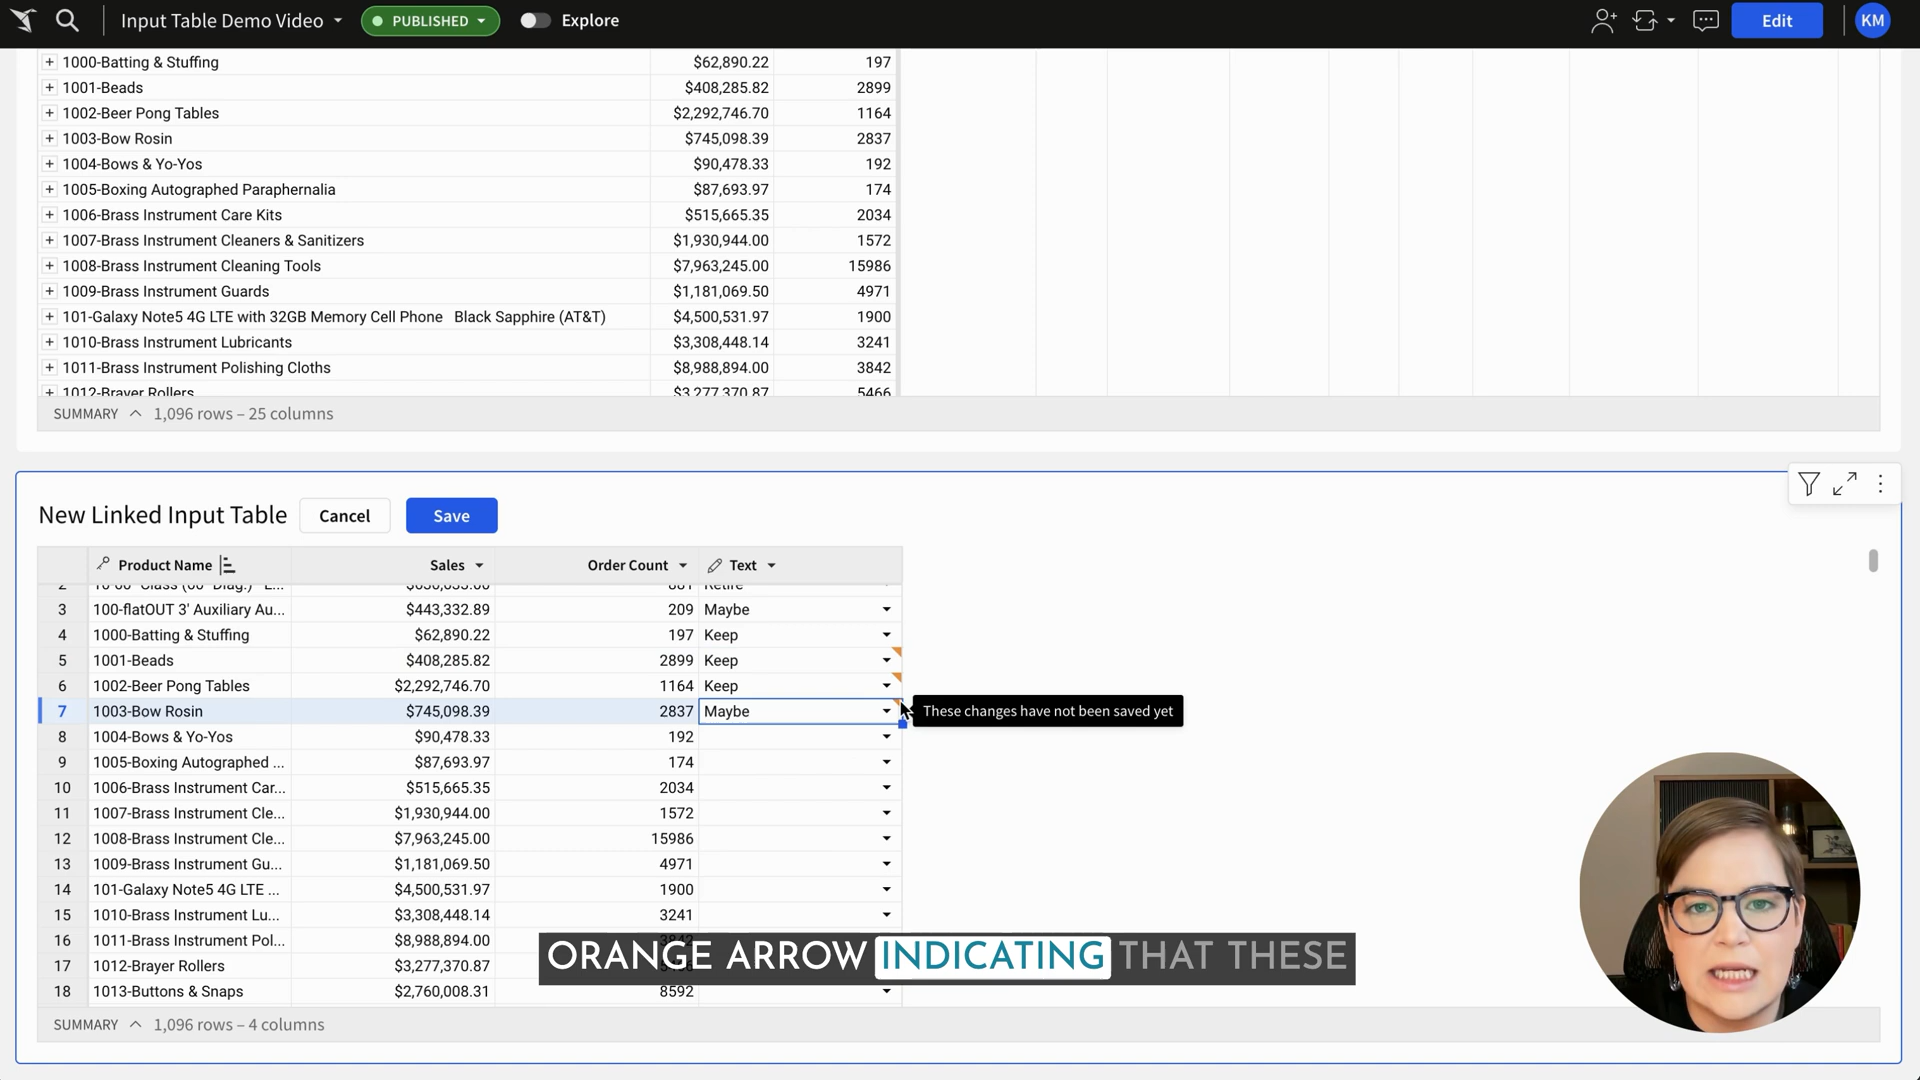 Input Table Demo Video
PUBLISHED
Explore
Edit
KM
1000-Batting & Stuffing $62,890.22 197
1001-Beads $408,285.82 2899
1002-Beer Pong Tables $2,292,746.70 1164
1003-Bow Rosin $745,098.39 2837
1004-Bows & Yo-Yos $90,478.33 192
1005-Boxing Autographed Paraphernalia $87,693.97 174
1006-Brass Instrument Care Kits $515,665.35 2034
1007-Brass Instrument Cleaners & Sanitizers $1,930,944.00 1572
1008-Brass Instrument Cleaning Tools $7,963,245.00 15986
1009-Brass Instrument Guards $1,181,069.50 4971
101-Galaxy Note5 4G LTE with 32GB Memory Cell Phone Black Sapphire (AT&T) $4,500,531.97 1900
1010-Brass Instrument Lubricants $3,308,448.14 3241
1011-Brass Instrument Polishing Cloths $8,988,894.00 3842
1012-Brayer Rollers $3,277,370.87 5466
SUMMARY 1,096 rows – 25 columns
New Linked Input Table Cancel Save
Product Name Sales Order Count Text
3 100-flatOUT 3' Auxiliary Au... $443,332.89 209 Maybe
4 1000-Batting & Stuffing $62,890.22 197 Keep
5 1001-Beads $408,285.82 2899 Keep
6 1002-Beer Pong Tables $2,292,746.70 1164 Keep
7 1003-Bow Rosin $745,098.39 2837 Maybe
These changes have not been saved yet
8 1004-Bows & Yo-Yos $90,478.33 192
9 1005-Boxing Autographed ... $87,693.97 174
10 1006-Brass Instrument Car... $515,665.35 2034
11 1007-Brass Instrument Cle... $1,930,944.00 1572
12 1008-Brass Instrument Cle... $7,963,245.00 15986
13 1009-Brass Instrument Gu... $1,181,069.50 4971
14 101-Galaxy Note5 4G LTE ... $4,500,531.97 1900
15 1010-Brass Instrument Lu... $3,308,448.14 3241
16 1011-Brass Instrument Pol... $8,988,894.00
17 1012-Brayer Rollers $3,277,370.87
18 1013-Buttons & Snaps $2,760,008.31 8592
ORANGE ARROW INDICATING THAT THESE
SUMMARY 1,096 rows – 4 columns